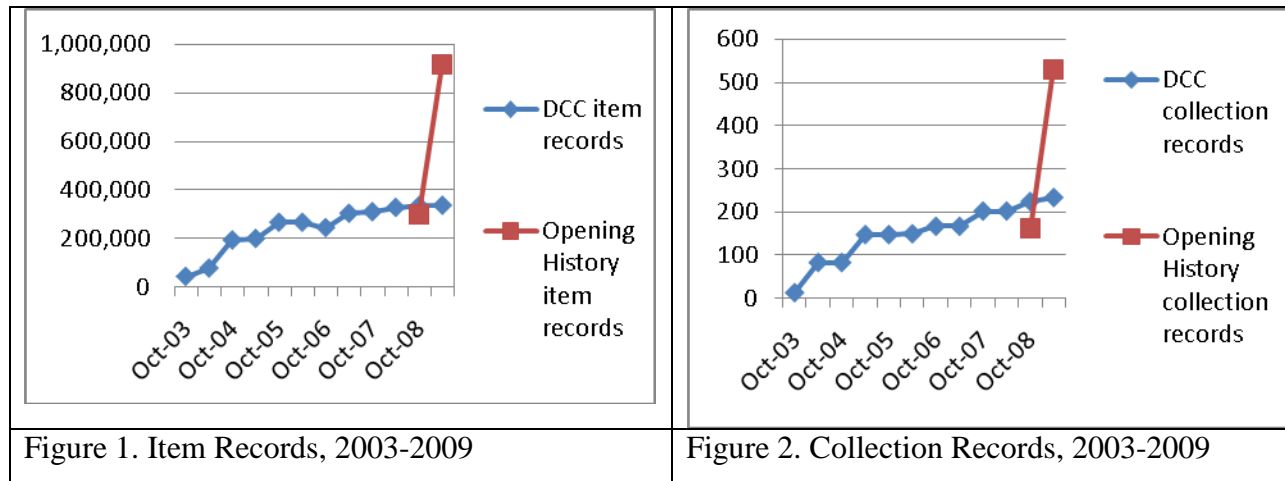 1,000,000
800,000
600,000
400,000
200,000
0
Oct-03
Oct-04
Oct-05
Oct-06
Oct-07
Oct-08
DCC item
records
Opening
History
item
records
Figure 1. Item Records, 2003-2009
600
500
400
300
200
100
0
Oct-03
Oct-04
Oct-05
Oct-06
Oct-07
Oct-08
DCC
collection
records
Opening
History
collection
records
Figure 2. Collection Records, 2003-2009